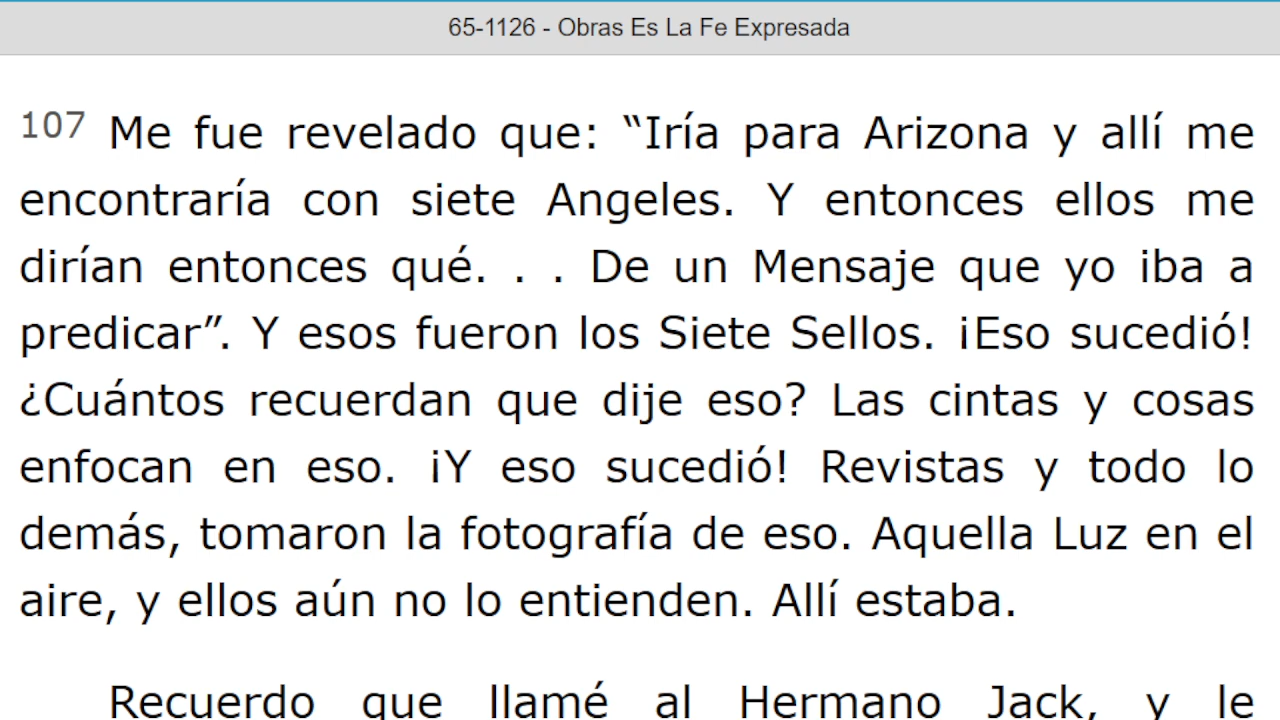 65-1126 - Obras Es La Fe Expresada
107 Me fue revelado que: “Iría para Arizona y allí me
encontraría con siete Angeles. Y entonces ellos me
dirían entonces qué. . . De un Mensaje que yo iba a
predicar”. Y esos fueron los Siete Sellos. ¡Eso sucedió!
¿Cuántos recuerdan que dije eso? Las cintas y cosas
enfocan en eso. ¡Y eso sucedió! Revistas y todo lo
demás, tomaron la fotografía de eso. Aquella Luz en el
aire, y ellos aún no lo entienden. Allí estaba.
Recuerdo que llamé al Hermano Jack, y le